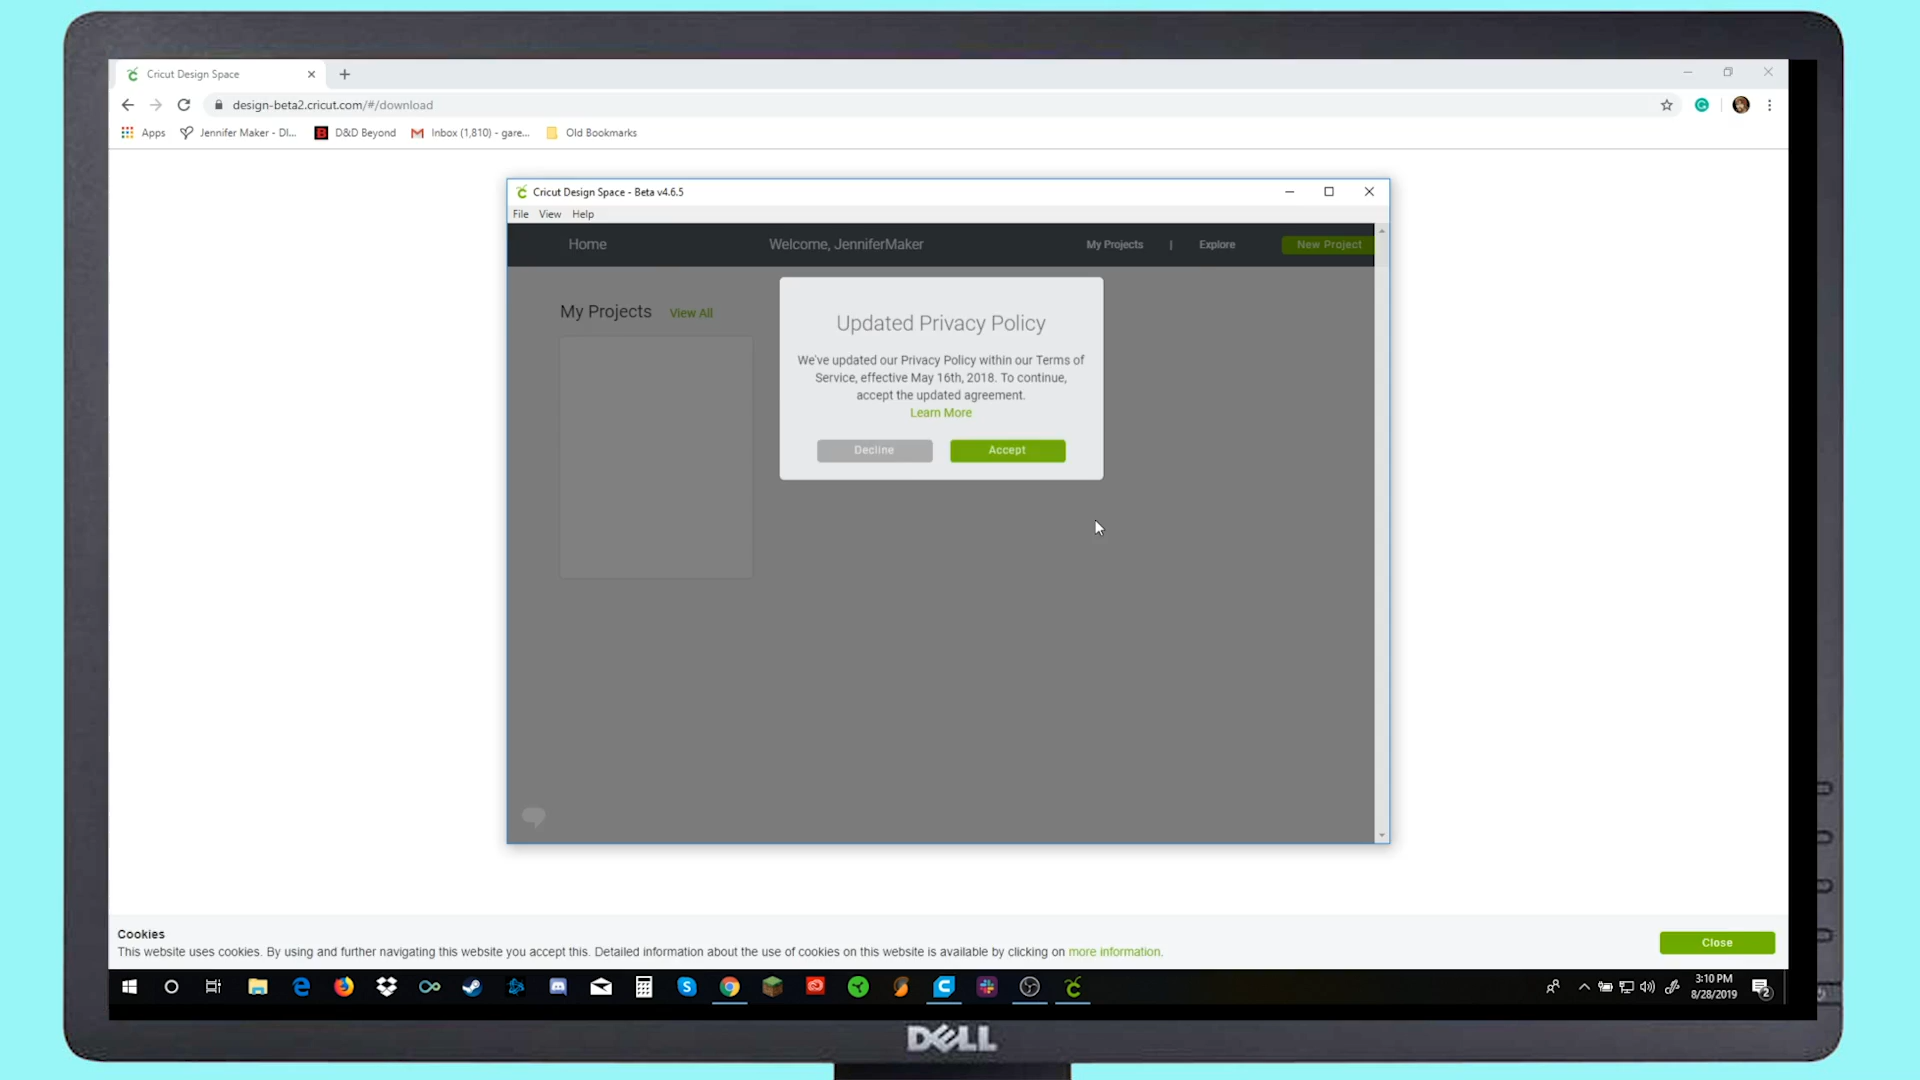 Cricut Design Space
design-beta2.cricut.com/#/download
Apps Jennifer Maker - DI... D&D Beyond Inbox (1,810) - gare... Old Bookmarks
Cricut Design Space - Beta v4.6.5
File View Help
Home Welcome, JenniferMaker My Projects | Explore New Project
My Projects View All
Updated Privacy Policy
We've updated our Privacy Policy within our Terms of
Service, effective May 16th, 2018. To continue,
accept the updated agreement.
Learn More
Decline Accept
Cookies
This website uses cookies. By using and further navigating this website you accept this. Detailed information about the use of cookies on this website is available by clicking on more information.
Close
3:10 PM
8/28/2019
2
DELL